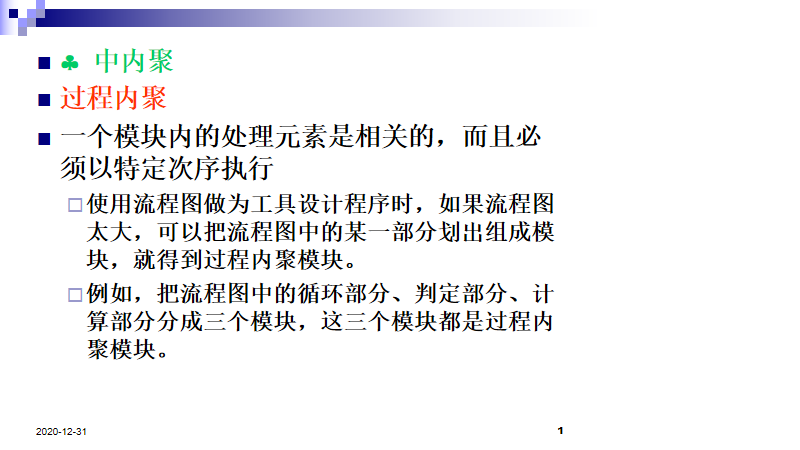 ♣ 中内聚
过程内聚
一个模块内的处理元素是相关的，而且必
须以特定次序执行
使用流程图做为工具设计程序时，如果流程图
太大，可以把流程图中的某一部分划出组成模
块，就得到过程内聚模块。
例如，把流程图中的循环部分、判定部分、计
算部分分成三个模块，这三个模块都是过程内
聚模块。
2020-12-31
1